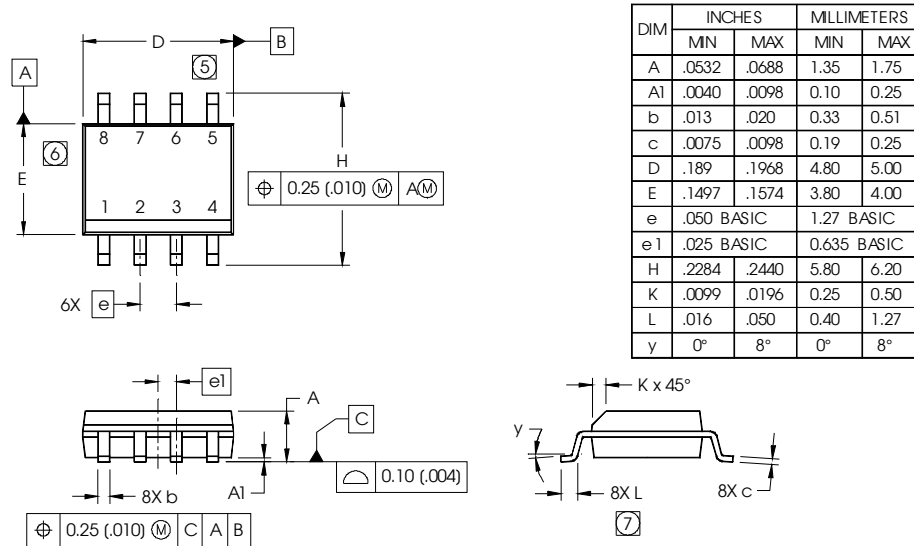 D
B
5
A
8 7 6 5
6
E
H
0.25 (.010) M A M
1 2 3 4
6X e
DIM INCHES MILLIMETERS
MIN MAX MIN MAX
A .0532 .0688 1.35 1.75
A1 .0040 .0098 0.10 0.25
b .013 .020 0.33 0.51
c .0075 .0098 0.19 0.25
D .189 .1968 4.80 5.00
E .1497 .1574 3.80 4.00
e .050 BASIC 1.27 BASIC
e1 .025 BASIC 0.635 BASIC
H .2284 .2440 5.80 6.20
K .0099 .0196 0.25 0.50
L .016 .050 0.40 1.27
y 0° 8° 0° 8°
e1
A
C
0.10 (.004)
A1
8X b
0.25 (.010) M C A B
K x 45°
y
8X L
8X c
7